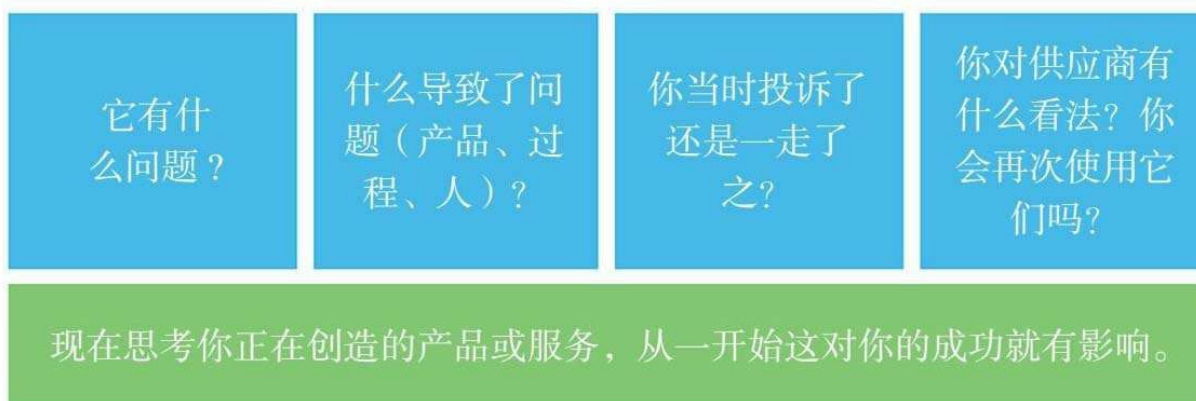 它有什
么问题？
什么导致了问
题（产品、过
程、人）？
你当时投诉了
还是一走了
之？
你对供应商有
什么看法？你
会再次使用它
们吗？
现在思考你正在创造的产品或服务，从一开始这对你的成功就有影响。